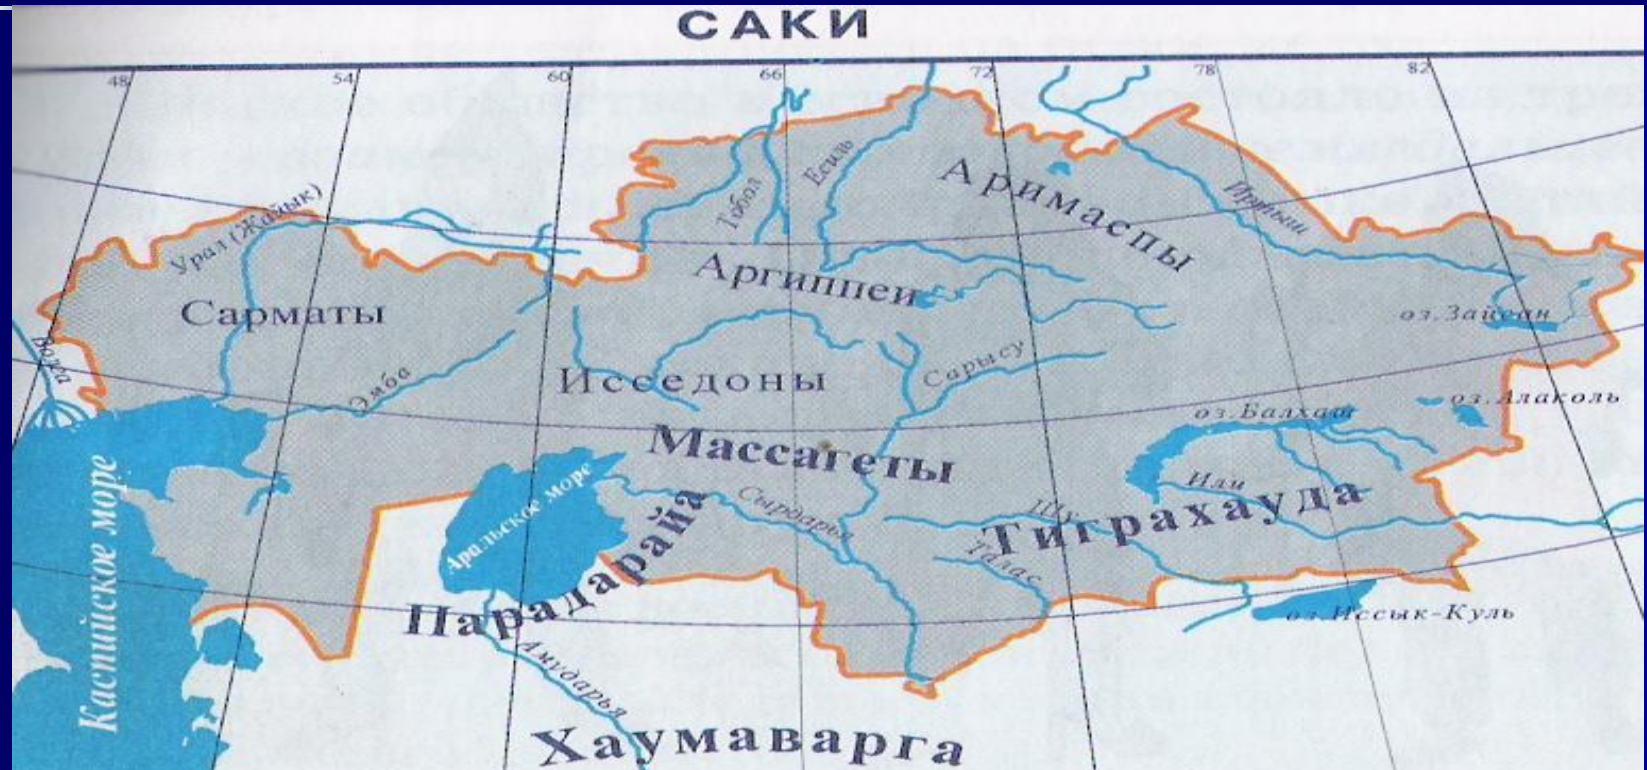 САКИ
48 54 60 66 72 78 82
Тобол
Есиль
Аримаспы
Иртыш
Урал (Жайык)
Аргиппеи
Сарматы
оз.Зайсан
Волга
Эмба
Исседоны
Сарысу
оз.Балхаш
оз.Алаколь
Массагеты
Каспийское море
Аральское море
Сырдарья
Или
Шу
Тиграхауда
Талас
Парадарайа
оз.Иссык-Куль
Амударья
Хаумаварга